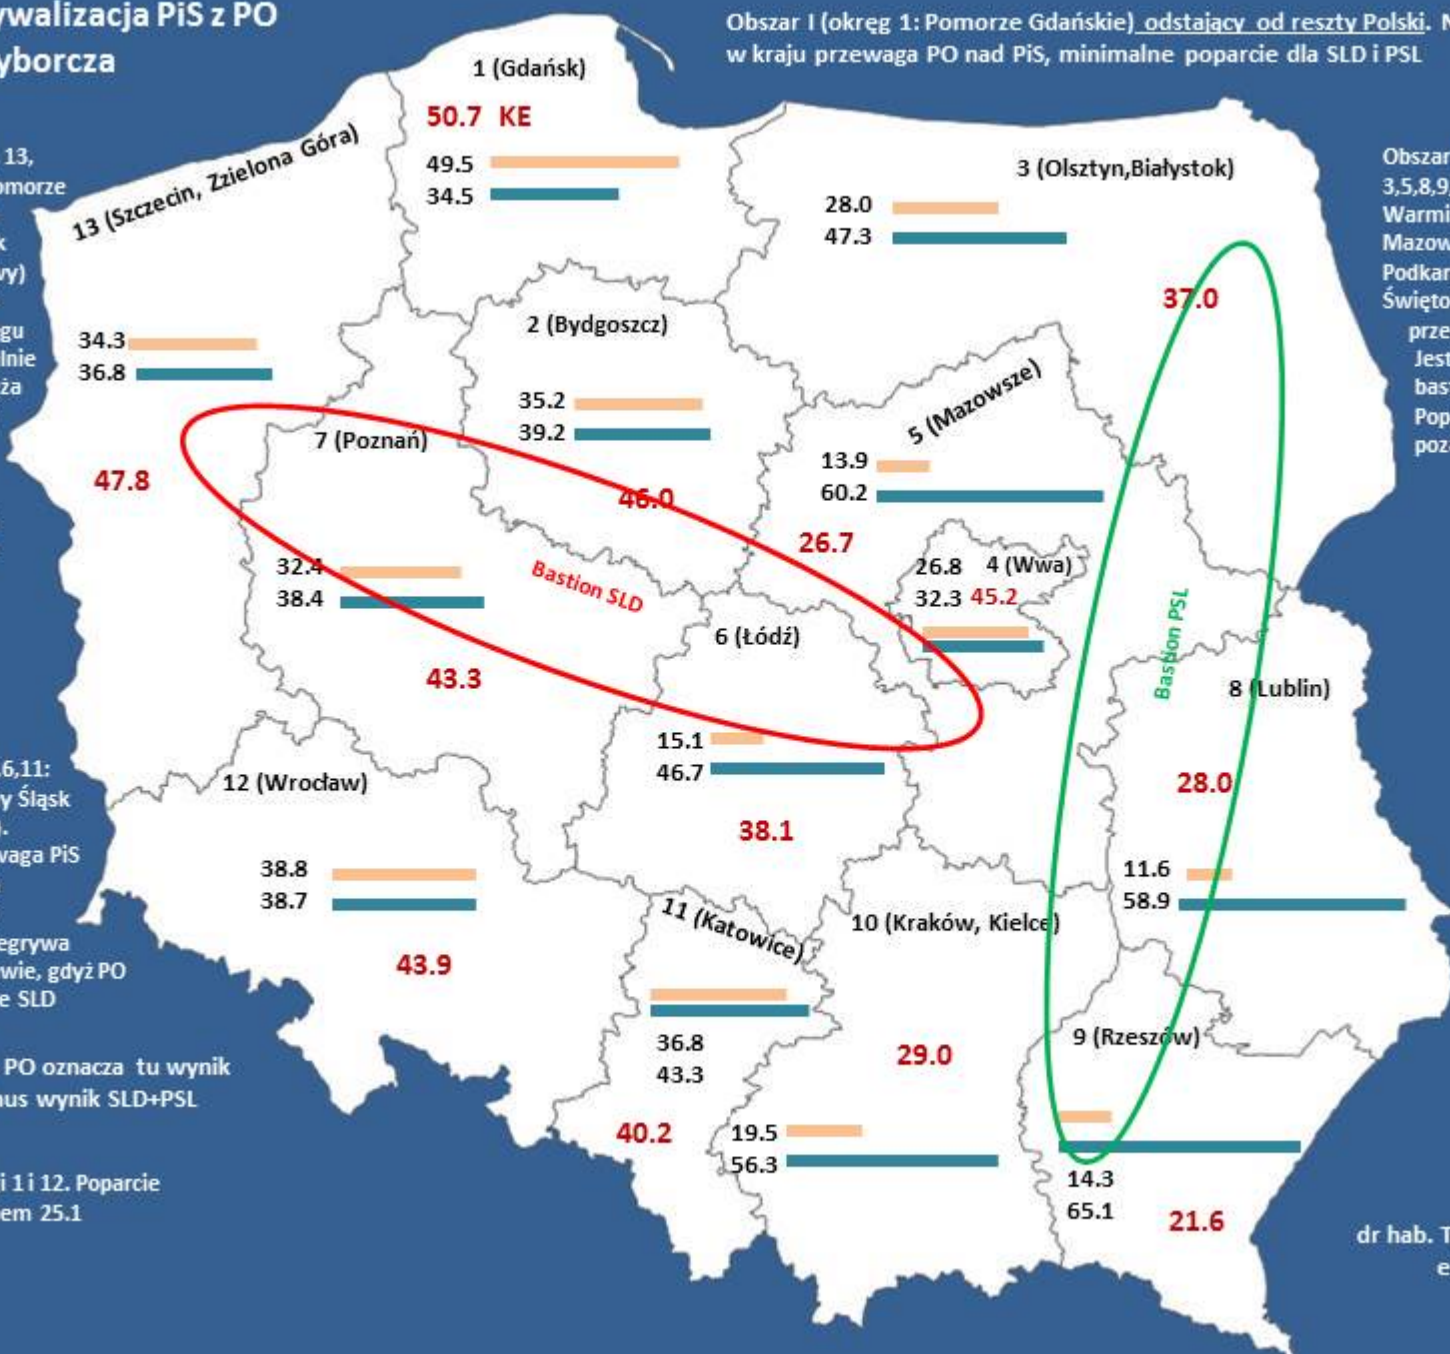 ywalizacja PiS z PO
yborcza
Obszar I (okręg 1: Pomorze Gdańskie) odstający od reszty Polski. N
w kraju przewaga PO nad PiS, minimalne poparcie dla SLD i PSL
1 (Gdańsk)
50.7 KE
49.5
34.5
13,
omorze
k
vy)
gu
lnie
ża
13 (Szczecin, Zzielona Góra)
34.3
36.8
47.8
3 (Olsztyn,Białystok)
28.0
47.3
37.0
Obszar
3,5,8,9,
Warmi
Mazow
Podkar
Święto
prze
Jest
bast
Pop
poza
2 (Bydgoszcz)
35.2
39.2
46.0
5 (Mazowsze)
13.9
60.2
26.7
7 (Poznań)
32.4
38.4
43.3
Bastion SLD
26.8 4 (Wwa)
32.3 45.2
6 (Łódź)
15.1
46.7
38.1
Bastion PSL
8 (Lublin)
28.0
11.6
58.9
6,11:
y Śląsk
).
waga PiS
egrywa
wie, gdyż PO
e SLD
12 (Wrocław)
38.8
38.7
43.9
11 (Katowice)
36.8
43.3
40.2
10 (Kraków, Kielce)
29.0
19.5
56.3
9 (Rzeszów)
14.3
65.1
21.6
PO oznacza tu wynik
nus wynik SLD+PSL
i 1 i 12. Poparcie
em 25.1
dr hab. T
e